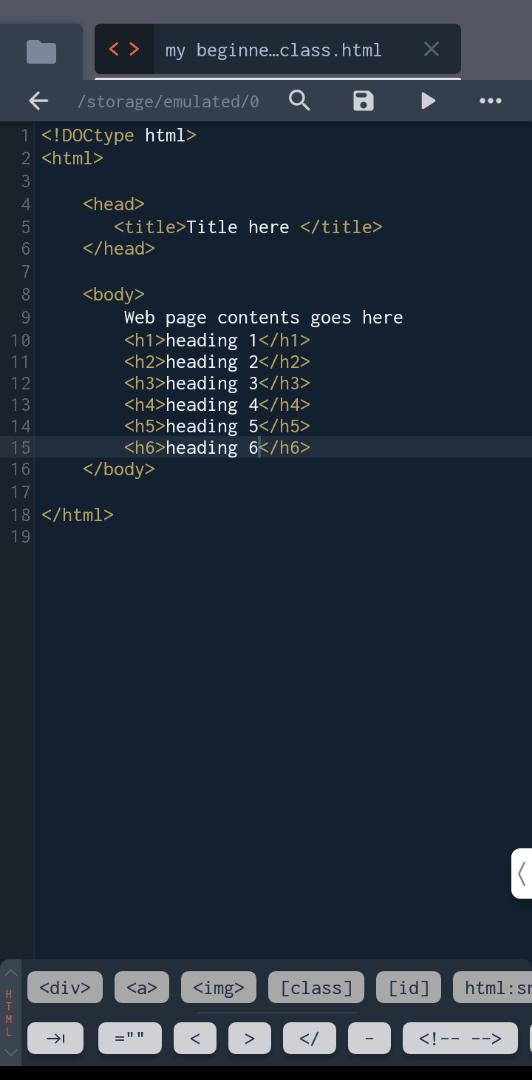 < > my beginne…class.html ×
/storage/emulated/0
1 <!DOCtype html>
2 <html>
3
4 <head>
5 <title>Title here </title>
6 </head>
7
8 <body>
9 Web page contents goes here
10 <h1>heading 1</h1>
11 <h2>heading 2</h2>
12 <h3>heading 3</h3>
13 <h4>heading 4</h4>
14 <h5>heading 5</h5>
15 <h6>heading 6</h6>
16 </body>
17
18 </html>
19
HTML
<div> <a> <img> [class] [id] html:sr
="" < > </ - <!-- -->